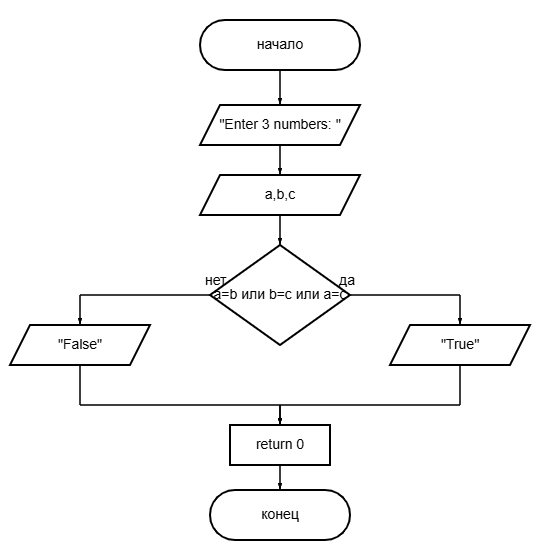 начало
"Enter 3 numbers: "
a,b,c
нет
да
a=b или b=c или a=c
"False"
"True"
return 0
конец